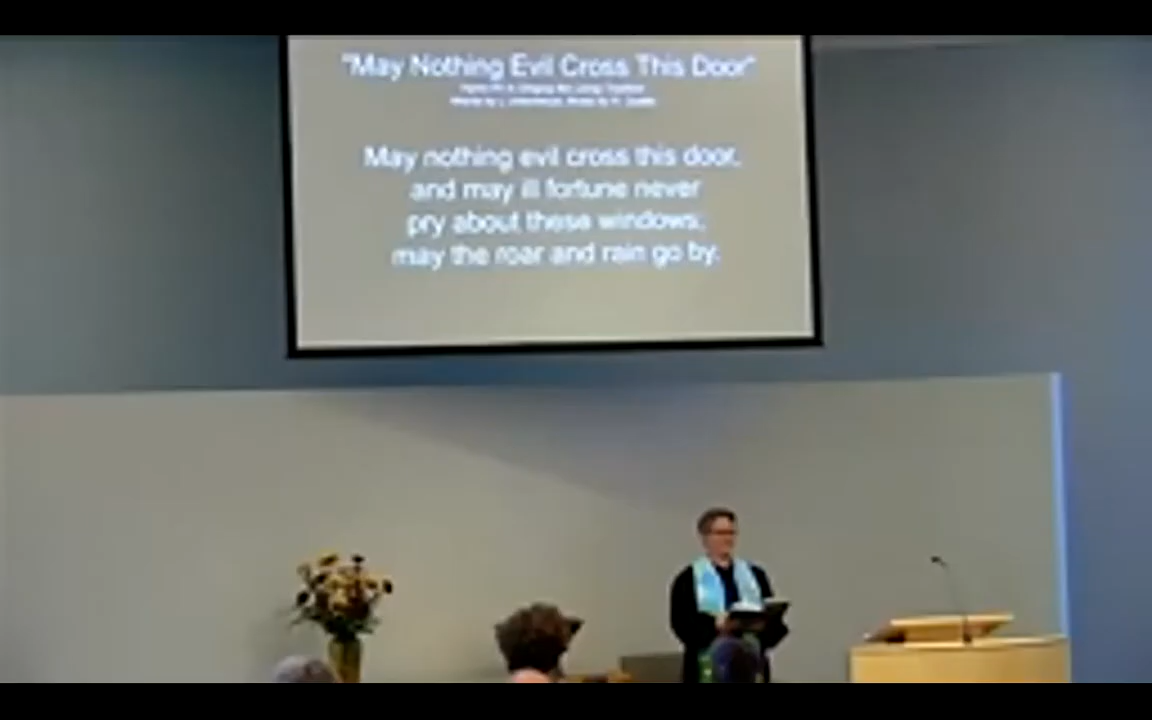 "May Nothing Evil Cross This Door"
May nothing evil cross this door,
and may ill fortune never
pry about these windows;
may the roar and rain go by.